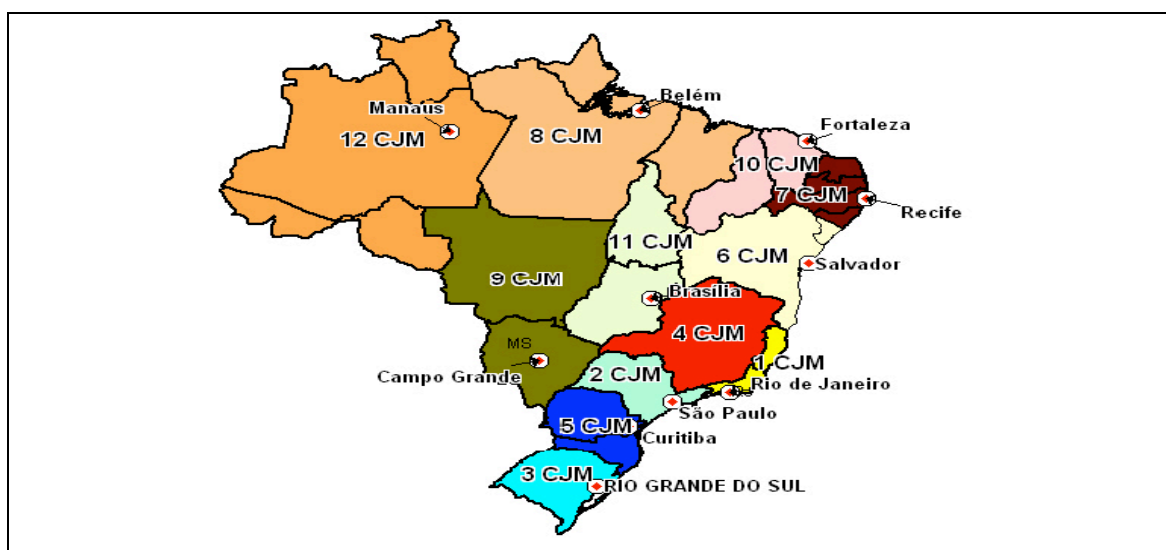 Belém
Manaus
12 CJM
8 CJM
Fortaleza
10 CJM
7 CJM
Recife
11 CJM
6 CJM
Salvador
9 CJM
Brasília
4 CJM
MS
1 CJM
Campo Grande
2 CJM
Rio de Janeiro
São Paulo
5 CJM
Curitiba
3 CJM
RIO GRANDE DO SUL